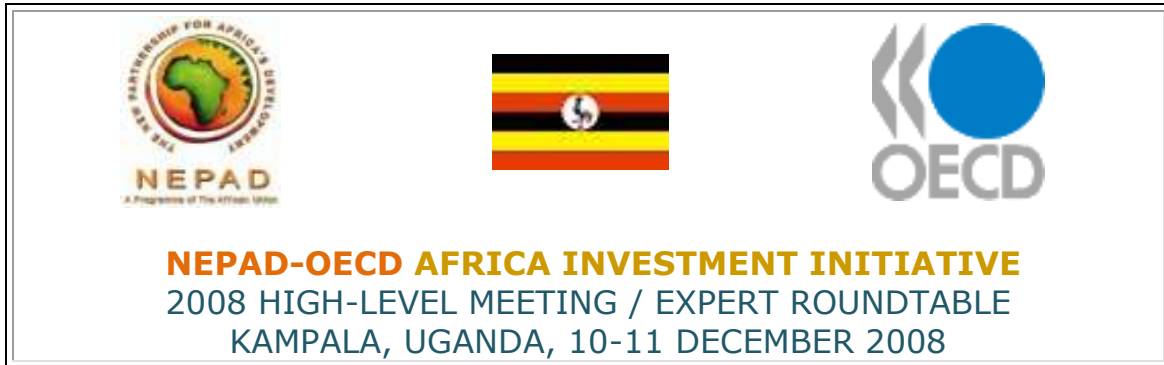 THE NEW PARTNERSHIP FOR AFRICA'S DEVELOPMENT
NEPAD
A Programme of The African Union
OECD
NEPAD-OECD AFRICA INVESTMENT INITIATIVE
2008 HIGH-LEVEL MEETING / EXPERT ROUNDTABLE
KAMPALA, UGANDA, 10-11 DECEMBER 2008